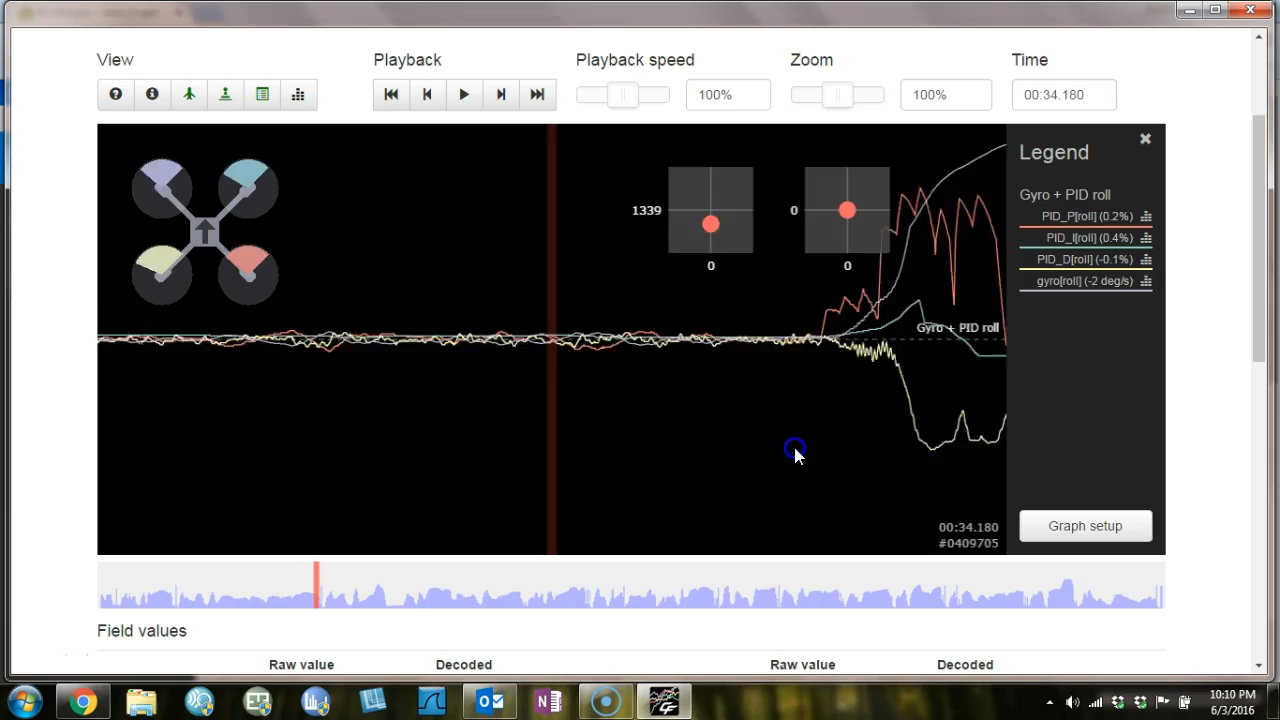 View
Playback
Playback speed
Zoom
Time
100%
100%
00:34.180
Legend
Gyro + PID roll
PID_P[roll] (0.2%)
PID_I[roll] (0.4%)
PID_D[roll] (-0.1%)
gyro[roll] (-2 deg/s)
1339
0
0
0
Gyro + PID roll
Graph setup
00:34.180
#0409705
Field values
Raw value
Decoded
Raw value
Decoded
10:10 PM
6/3/2016